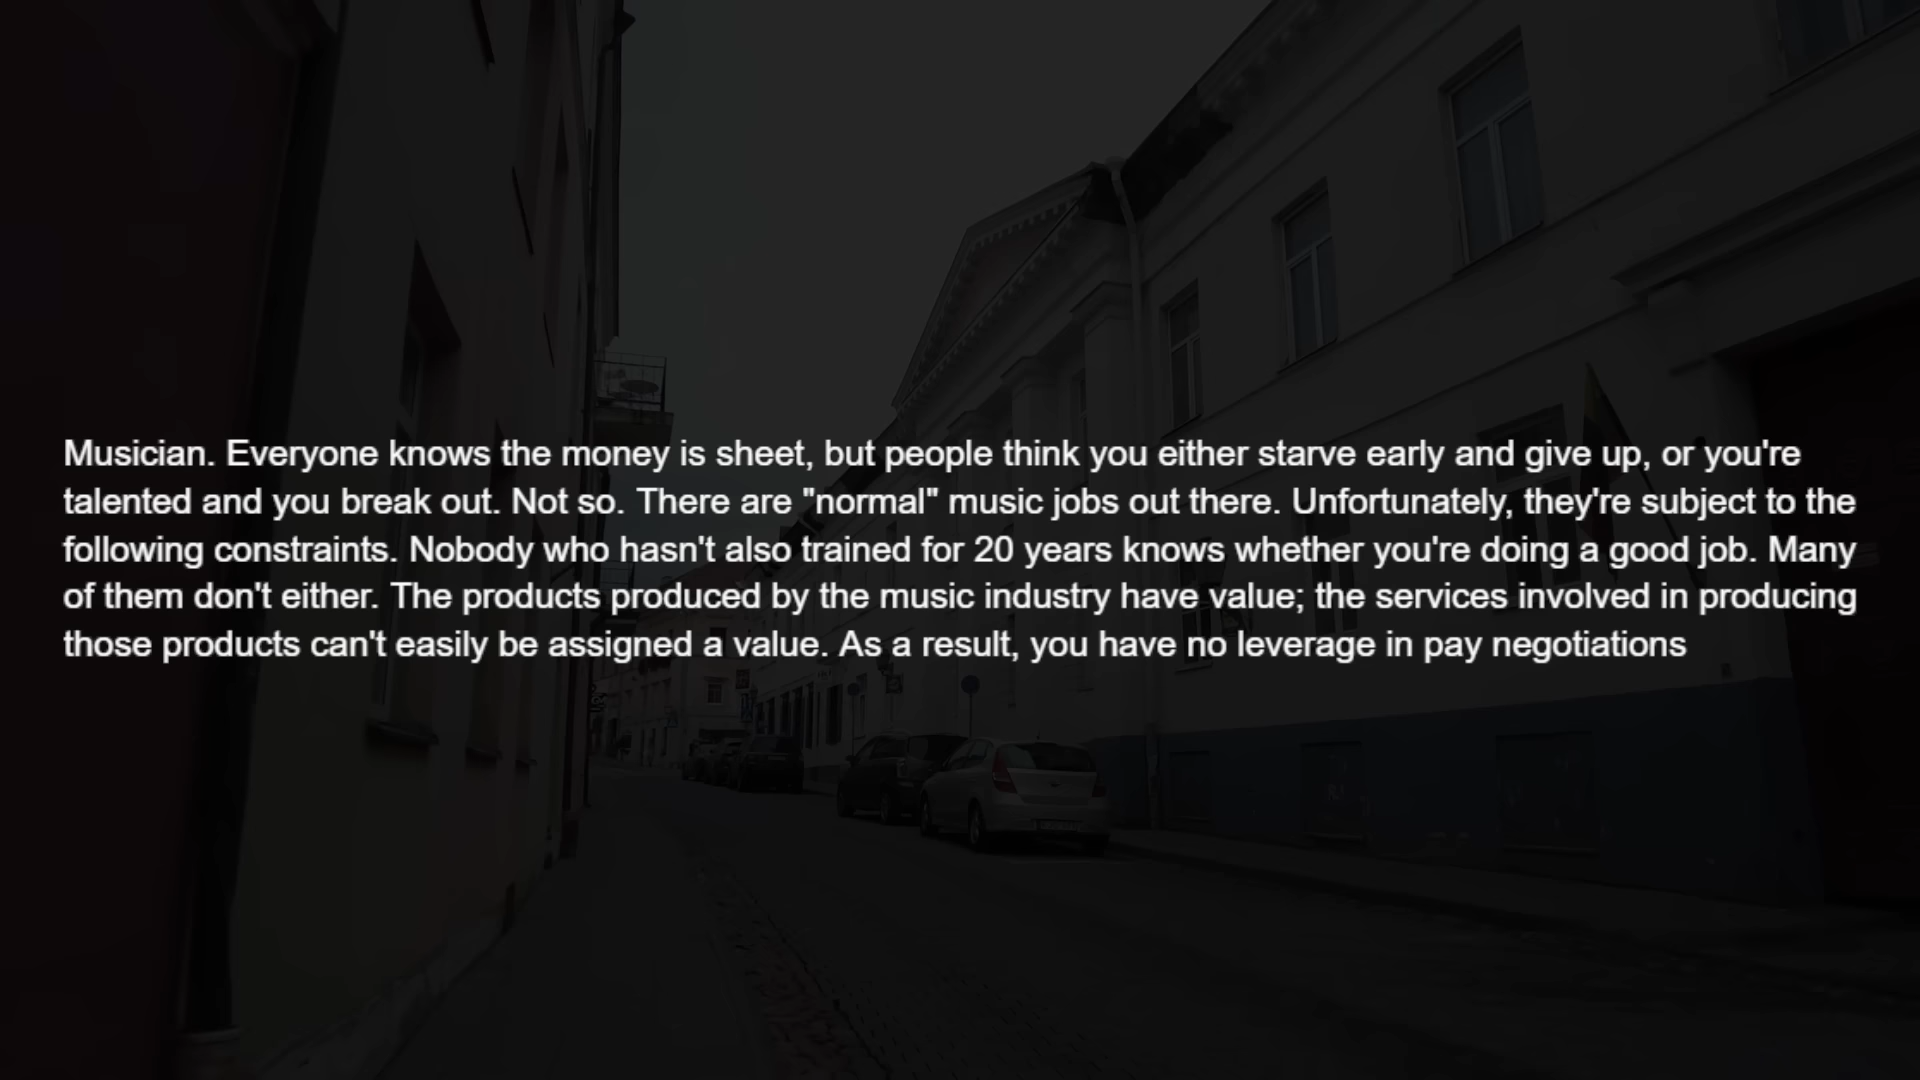 Musician. Everyone knows the money is sheet, but people think you either starve early and give up, or you're
talented and you break out. Not so. There are "normal" music jobs out there. Unfortunately, they're subject to the
following constraints. Nobody who hasn't also trained for 20 years knows whether you're doing a good job. Many
of them don't either. The products produced by the music industry have value; the services involved in producing
those products can't easily be assigned a value. As a result, you have no leverage in pay negotiations